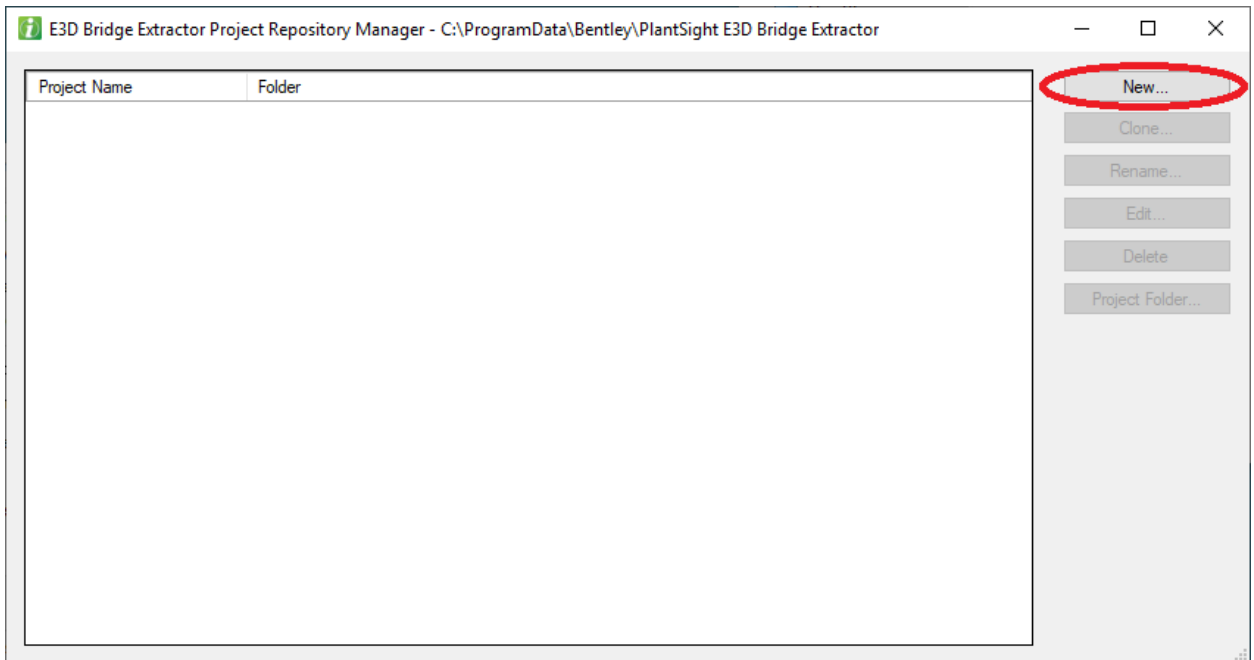 E3D Bridge Extractor Project Repository Manager - C:\ProgramData\Bentley\PlantSight E3D Bridge Extractor
Project Name Folder
New...
Clone...
Rename...
Edit...
Delete
Project Folder...